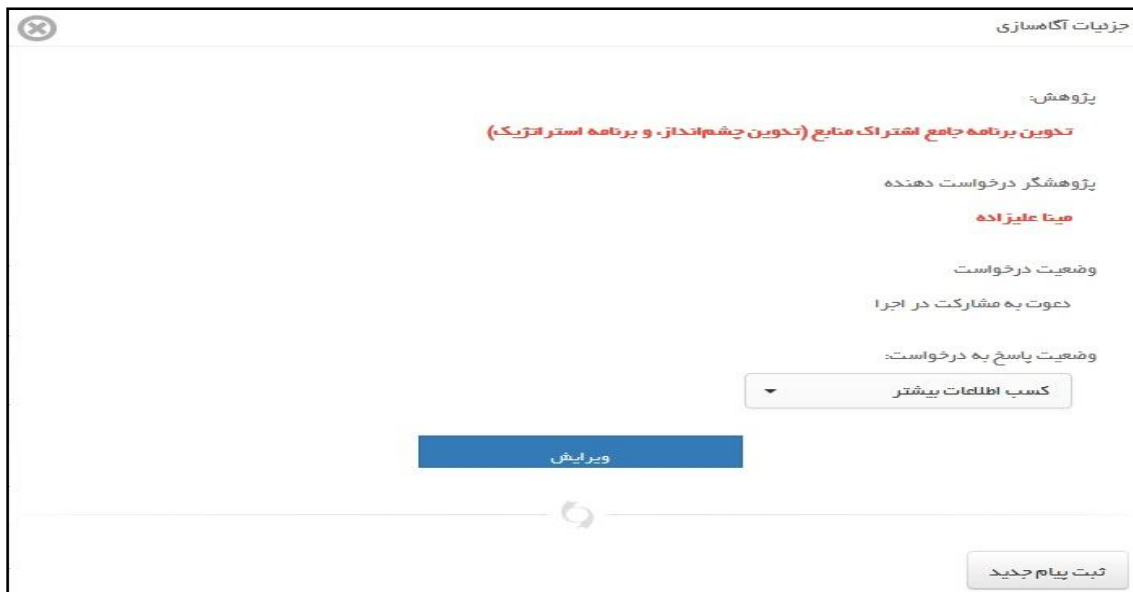 جزئیات آگاه‌سازی
پژوهش:
تدوین برنامه جامع اشتراک منابع (تدوین چشم‌انداز، و برنامه استراتژیک)
پژوهشگر درخواست دهنده
مینا علیزاده
وضعیت درخواست
دعوت به مشارکت در اجرا
وضعیت پاسخ به درخواست:
کسب اطلاعات بیشتر
ویرایش
ثبت پیام جدید